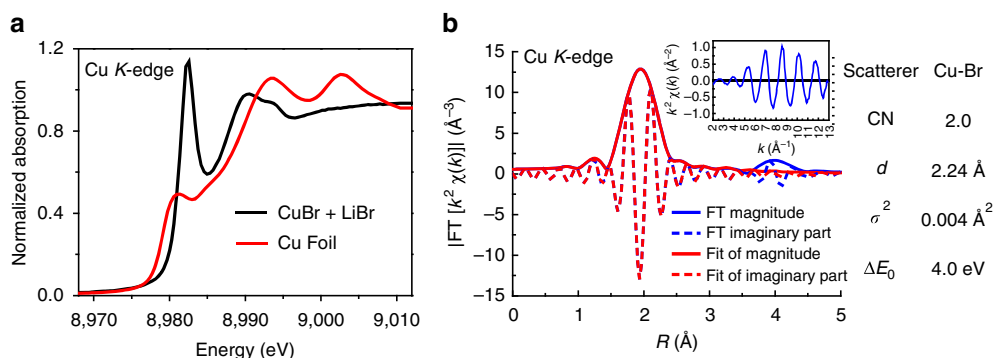 a
Cu K-edge
Normalized absorption
1.2
0.8
0.4
0.0
CuBr + LiBr
Cu Foil
8,970
8,980
8,990
9,000
9,010
Energy (eV)
b
Cu K-edge
|FT [k² χ(k)]| (Å⁻³)
15
10
5
0
−5
−10
−15
k² χ(k) (Å⁻²)
1.0
0.5
0.0
−0.5
−1.0
2 3 4 5 6 7 8 9 10 11 12 13
k (Å⁻¹)
FT magnitude
FT imaginary part
Fit of magnitude
Fit of imaginary part
0 1 2 3 4 5
R (Å)
Scatterer Cu-Br
CN 2.0
d 2.24 Å
σ² 0.004 Å²
ΔE₀ 4.0 eV